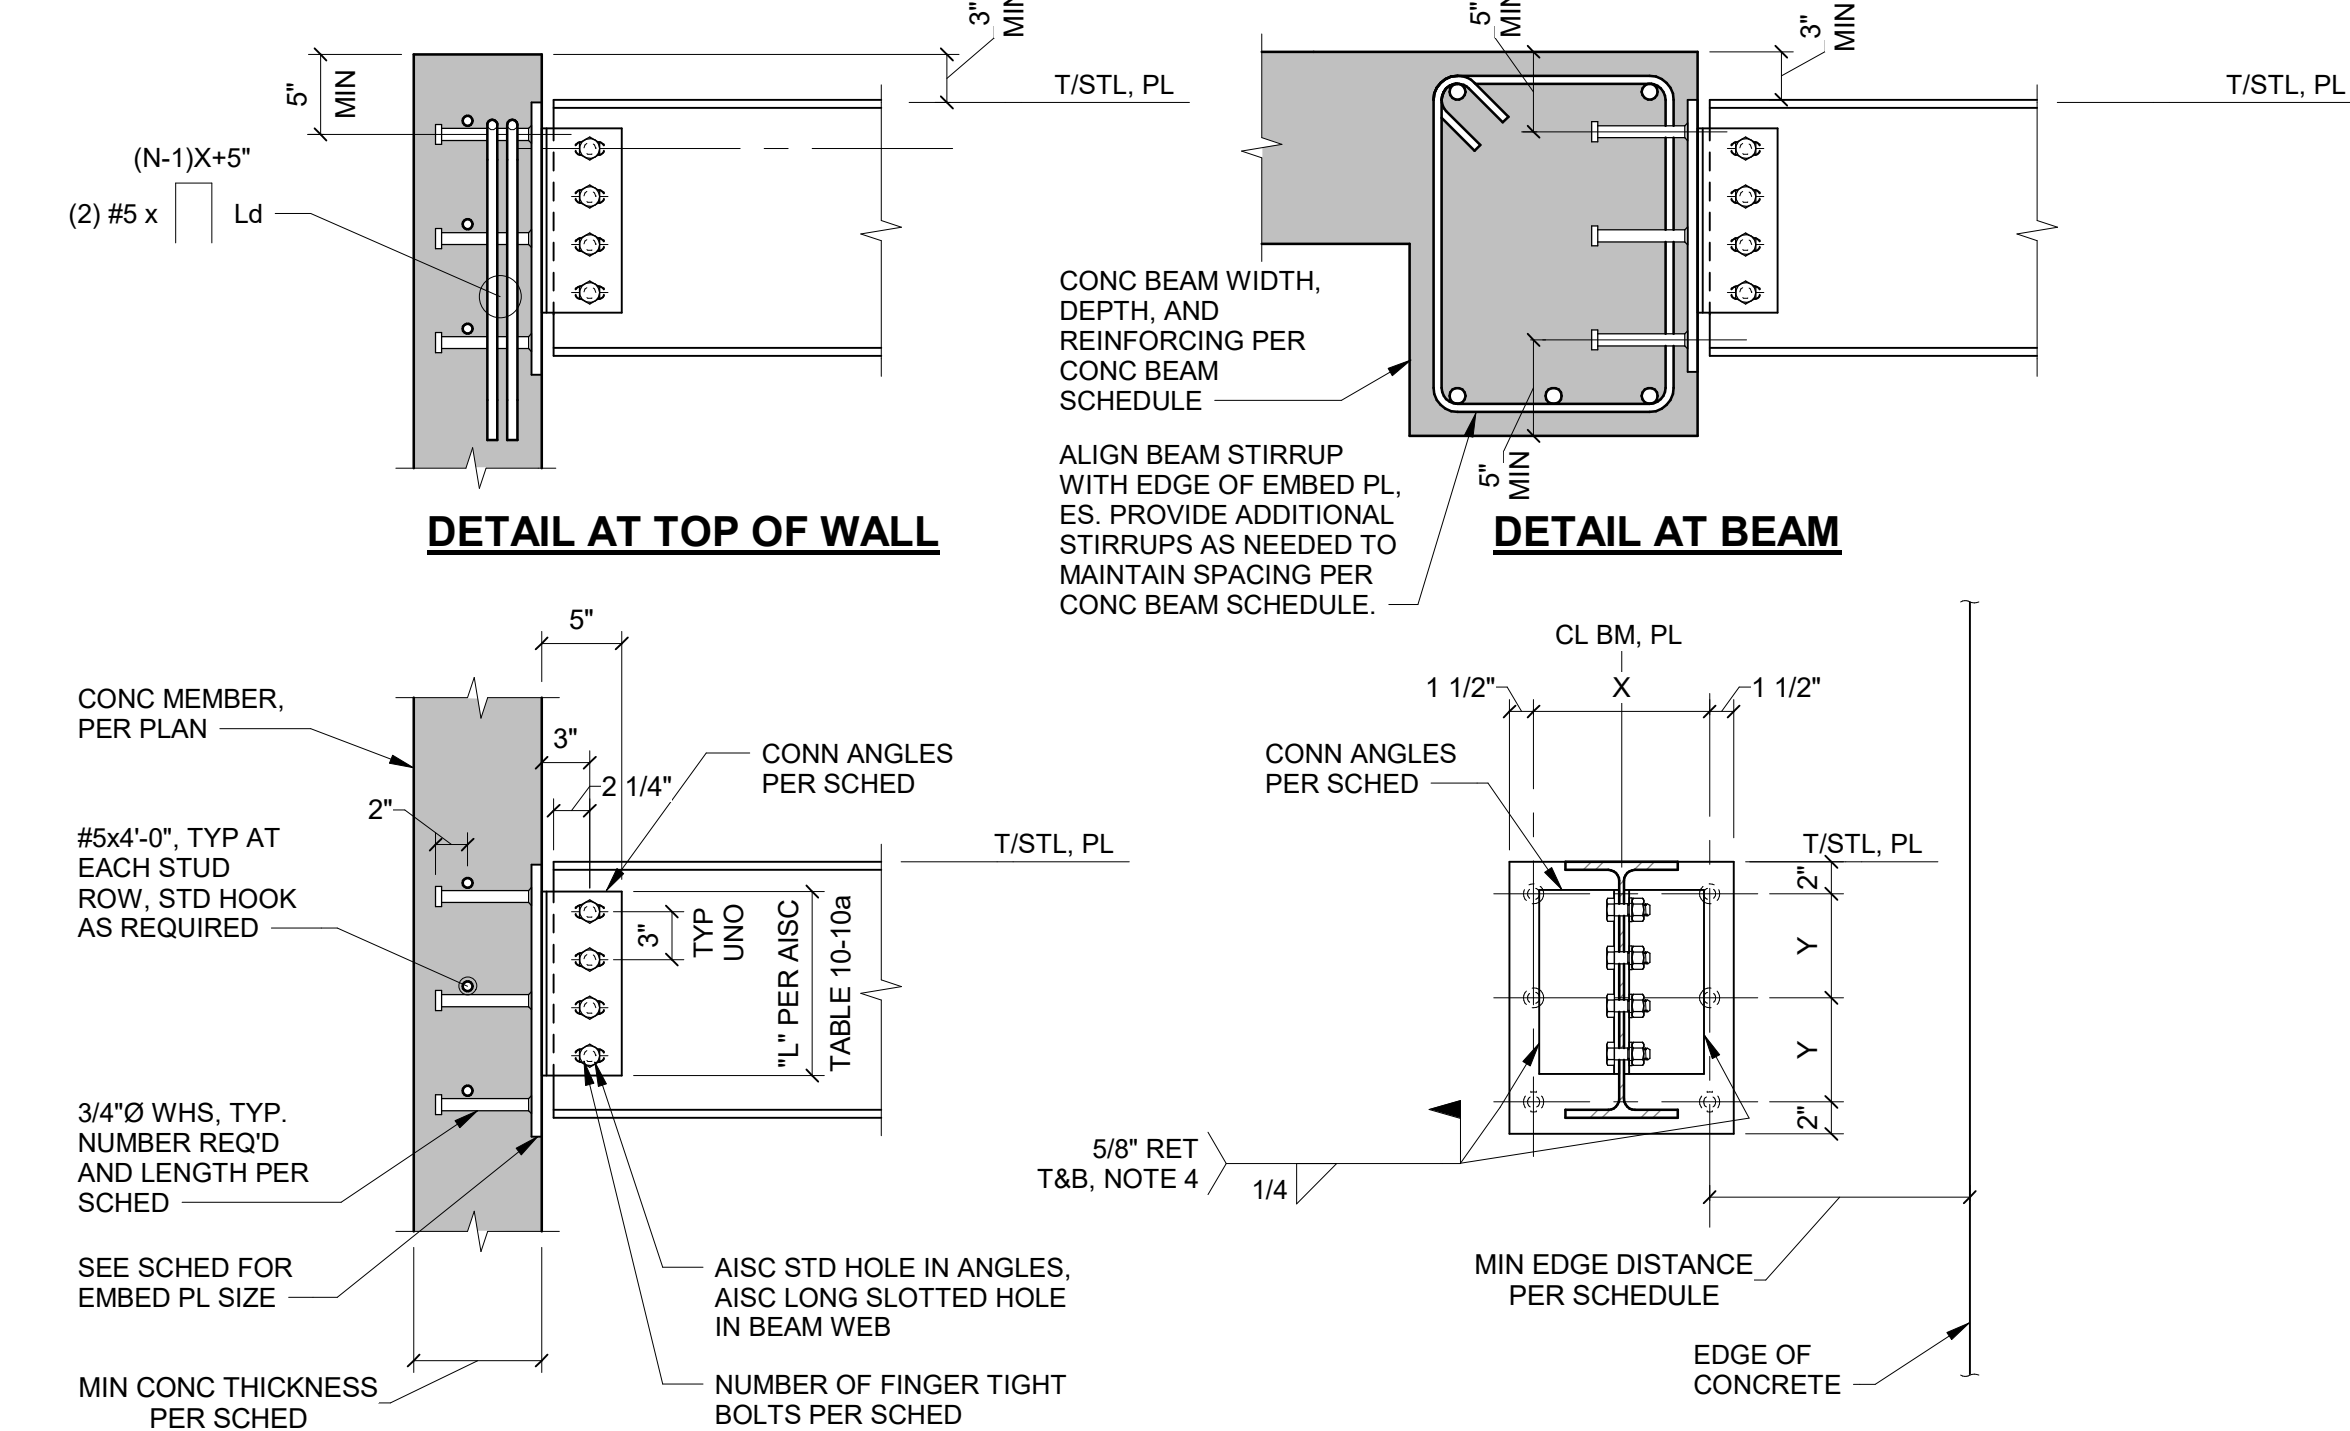 3"
MIN
5"
MIN
T/STL, PL
(N-1)X+5"
(2) #5 x
Ld
DETAIL AT TOP OF WALL
5"
MIN
3"
MIN
T/STL, PL
CONC BEAM WIDTH,
DEPTH, AND
REINFORCING PER
CONC BEAM
SCHEDULE
ALIGN BEAM STIRRUP
WITH EDGE OF EMBED PL,
ES. PROVIDE ADDITIONAL
STIRRUPS AS NEEDED TO
MAINTAIN SPACING PER
CONC BEAM SCHEDULE.
5"
MIN
DETAIL AT BEAM
5"
CONC MEMBER,
PER PLAN
3"
2 1/4"
CONN ANGLES
PER SCHED
2"
#5x4'-0", TYP AT
EACH STUD
ROW, STD HOOK
AS REQUIRED
T/STL, PL
3"
TYP
UNO
"L" PER AISC
TABLE 10-10a
3/4"Ø WHS, TYP.
NUMBER REQ'D
AND LENGTH PER
SCHED
SEE SCHED FOR
EMBED PL SIZE
MIN CONC THICKNESS
PER SCHED
AISC STD HOLE IN ANGLES,
AISC LONG SLOTTED HOLE
IN BEAM WEB
NUMBER OF FINGER TIGHT
BOLTS PER SCHED
CL BM, PL
1 1/2"
X
1 1/2"
CONN ANGLES
PER SCHED
T/STL, PL
2"
Y
Y
2"
5/8" RET
T&B, NOTE 4
1/4
MIN EDGE DISTANCE
PER SCHEDULE
EDGE OF
CONCRETE